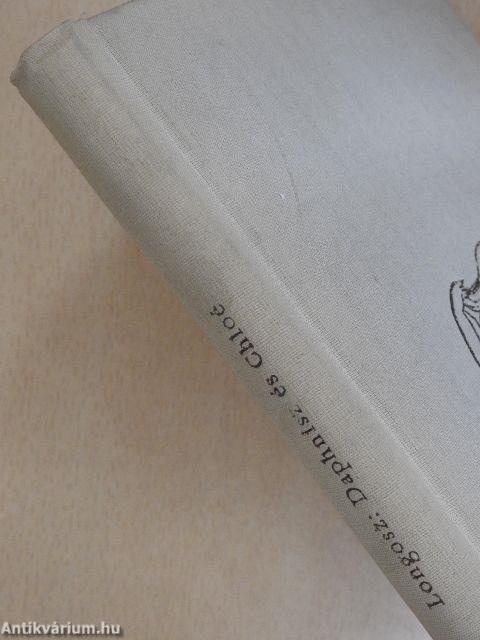 Longosz: Daphnisz és Chloé
Antikvárium.hu